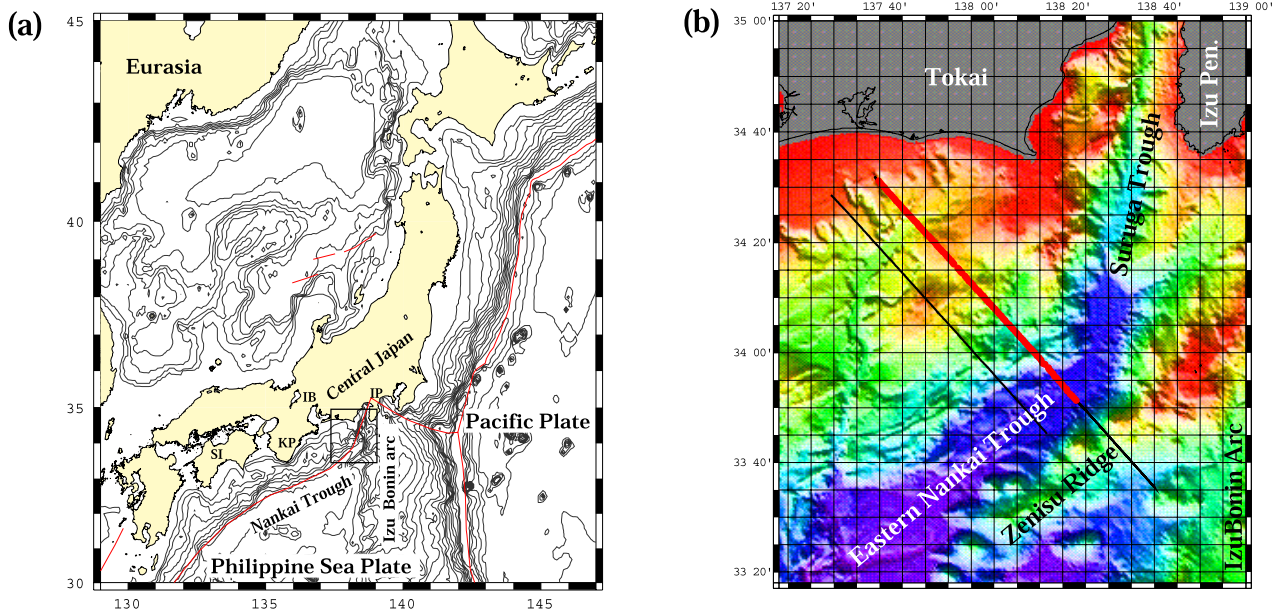 (a)
45
40
35
30
130
135
140
145
Eurasia
Central Japan
IB
IP
KP
SI
Pacific Plate
Nankai Trough
Izu Bonin arc
Philippine Sea Plate
(b)
137 20'
137 40'
138 00'
138 20'
138 40'
139 00'
35 00'
34 40'
34 20'
34 00'
33 40'
33 20'
Tokai
Izu Pen.
Suruga Trough
Eastern Nankai Trough
Zenisu Ridge
IzuBonin Arc